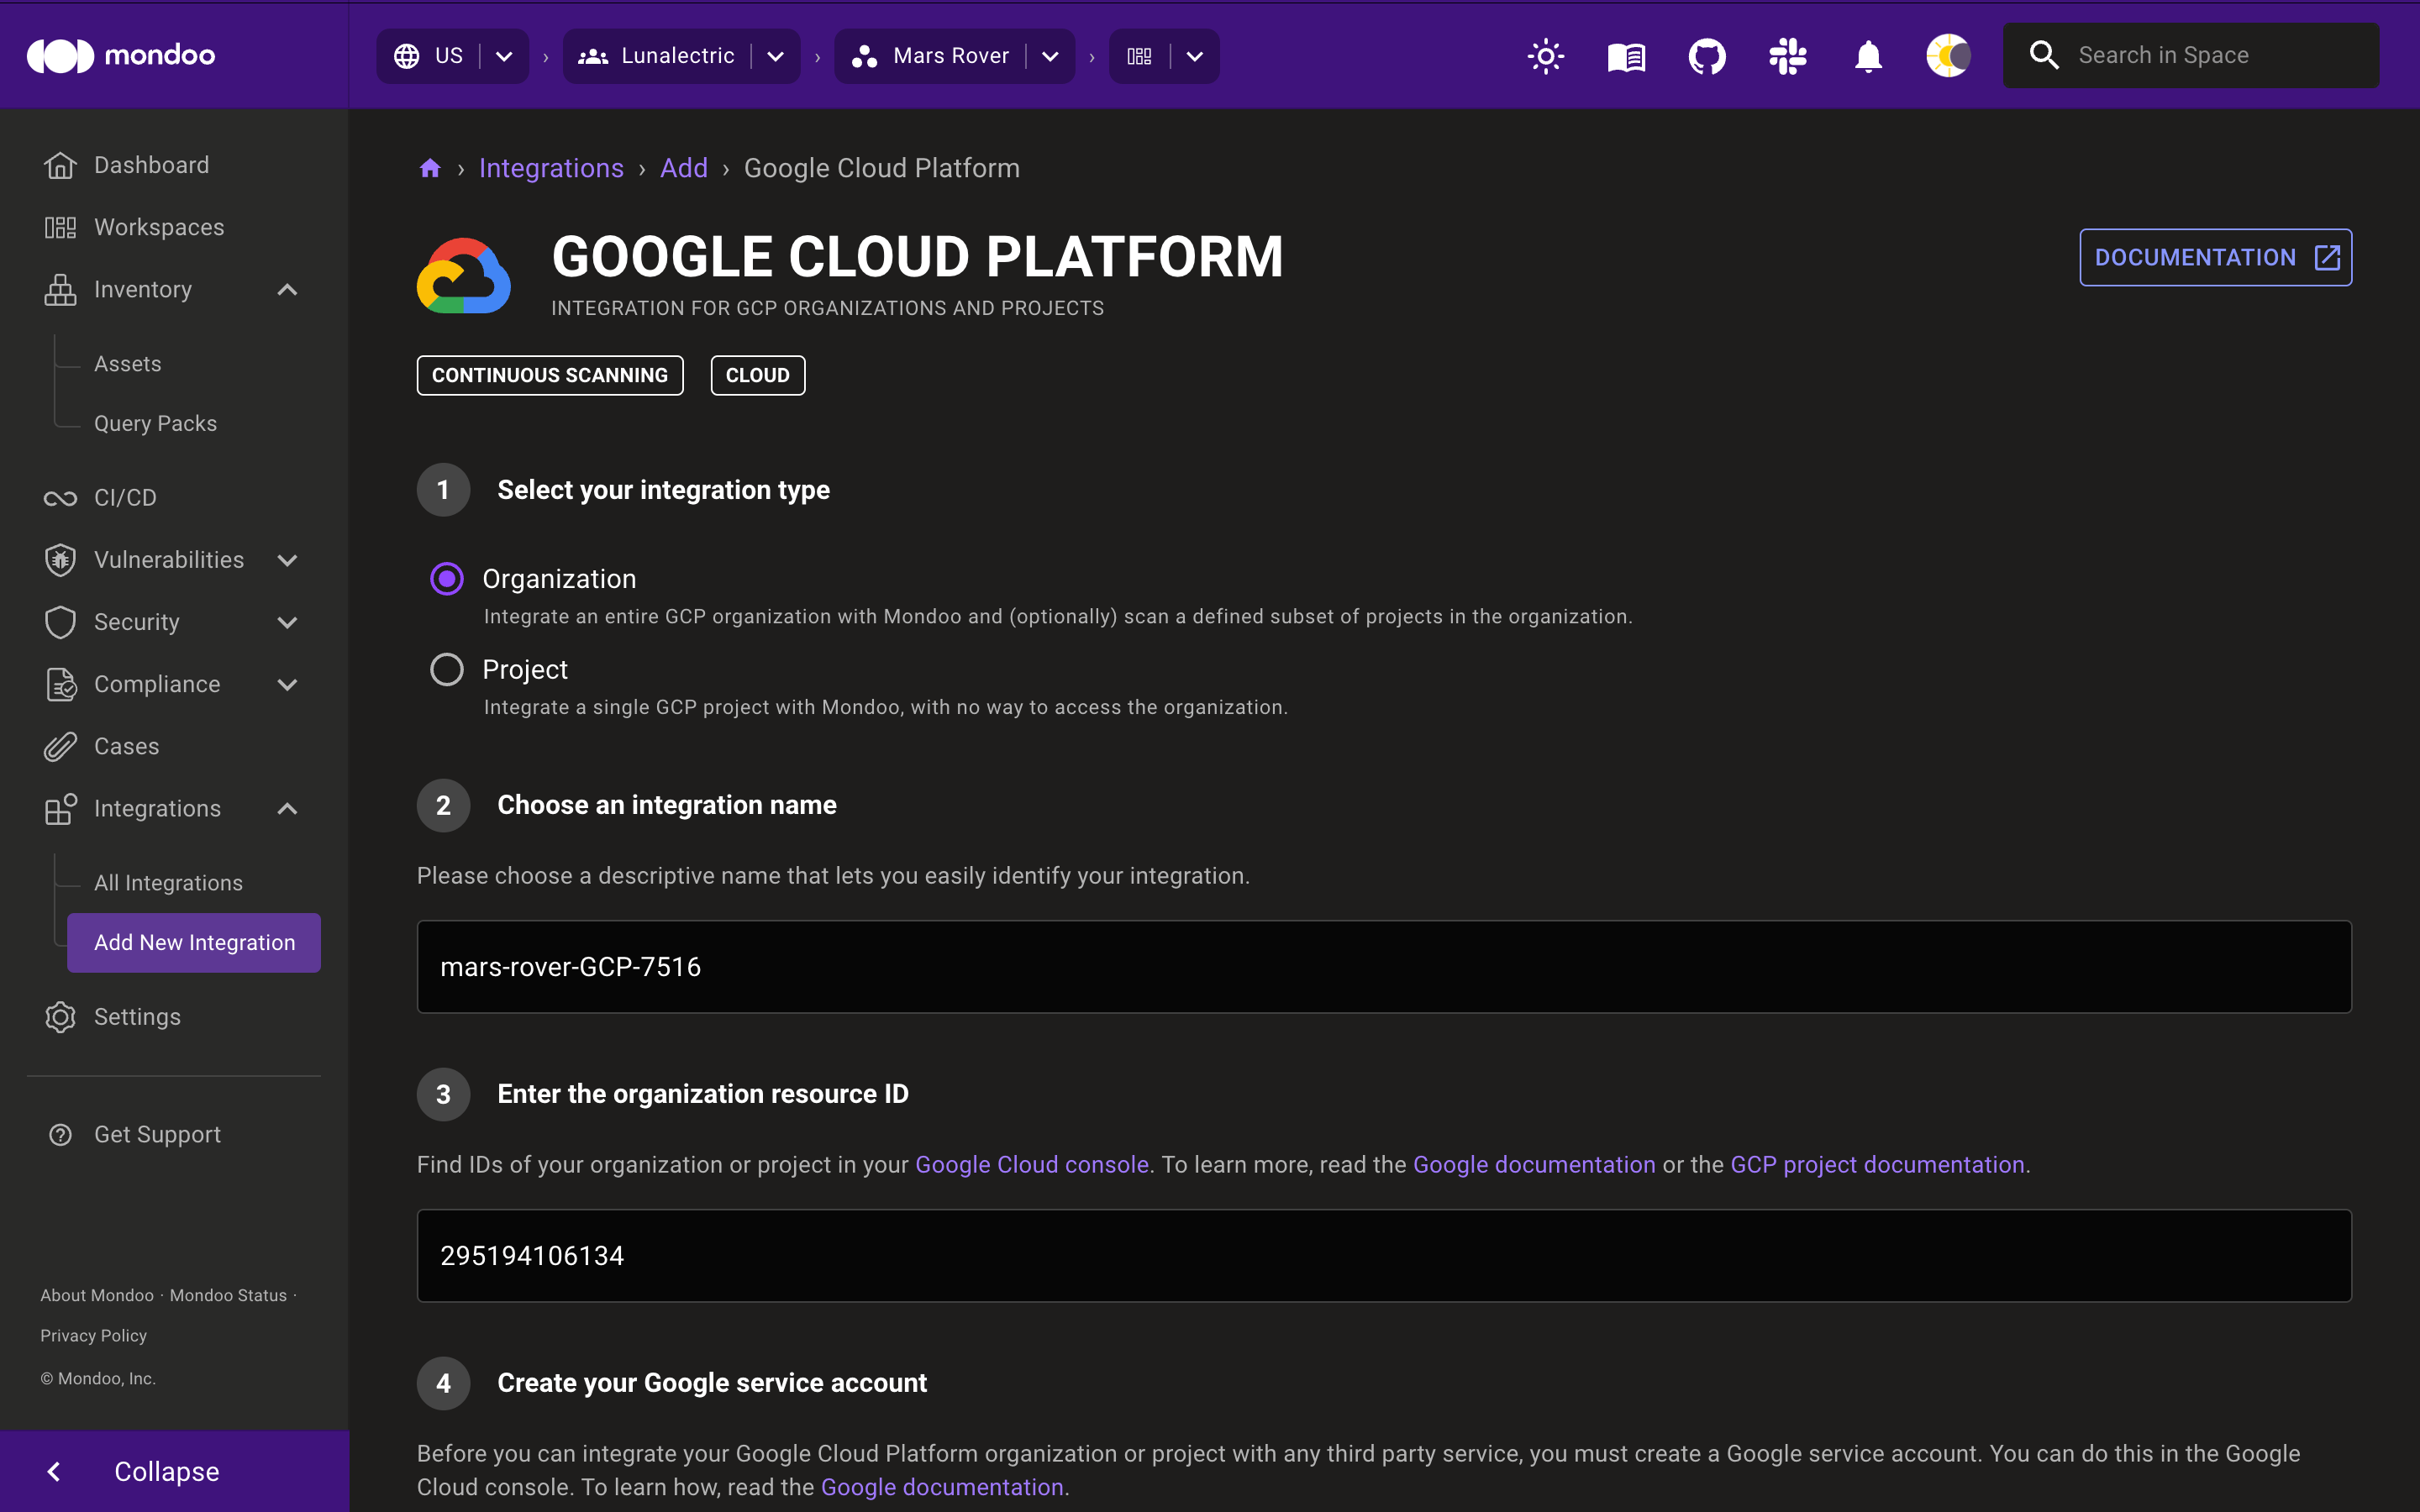 mondoo
US
Lunalectric
Mars Rover
Search in Space
Dashboard
Workspaces
Inventory
Assets
Query Packs
CI/CD
Vulnerabilities
Security
Compliance
Cases
Integrations
All Integrations
Add New Integration
Settings
Get Support
About Mondoo · Mondoo Status ·
Privacy Policy
© Mondoo, Inc.
Collapse
› Integrations › Add › Google Cloud Platform
GOOGLE CLOUD PLATFORM
INTEGRATION FOR GCP ORGANIZATIONS AND PROJECTS
DOCUMENTATION
CONTINUOUS SCANNING
CLOUD
1 Select your integration type
Organization
Integrate an entire GCP organization with Mondoo and (optionally) scan a defined subset of projects in the organization.
Project
Integrate a single GCP project with Mondoo, with no way to access the organization.
2 Choose an integration name
Please choose a descriptive name that lets you easily identify your integration.
mars-rover-GCP-7516
3 Enter the organization resource ID
Find IDs of your organization or project in your Google Cloud console. To learn more, read the Google documentation or the GCP project documentation.
295194106134
4 Create your Google service account
Before you can integrate your Google Cloud Platform organization or project with any third party service, you must create a Google service account. You can do this in the Google
Cloud console. To learn how, read the Google documentation.